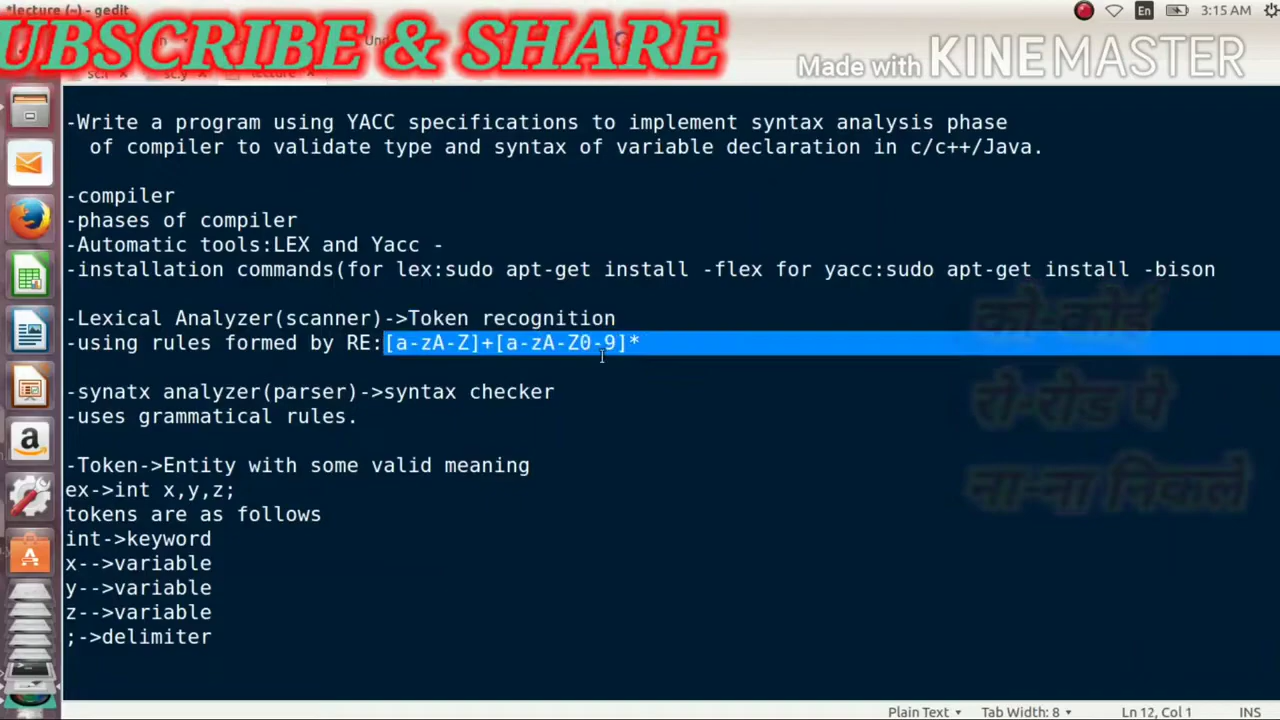 *lecture (~) - gedit
En
3:15 AM
UBSCRIBE & SHARE
Made with KINEMASTER
-Write a program using YACC specifications to implement syntax analysis phase
of compiler to validate type and syntax of variable declaration in c/c++/Java.
-compiler
-phases of compiler
-Automatic tools:LEX and Yacc -
-installation commands(for lex:sudo apt-get install -flex for yacc:sudo apt-get install -bison
-Lexical Analyzer(scanner)->Token recognition
-using rules formed by RE:[a-zA-Z]+[a-zA-Z0-9]*
को-कोई
रो-रोड पे
ना-ना निकले
-synatx analyzer(parser)->syntax checker
-uses grammatical rules.
-Token->Entity with some valid meaning
ex->int x,y,z;
tokens are as follows
int->keyword
x-->variable
y-->variable
z-->variable
;->delimiter
Plain Text
Tab Width: 8
Ln 12, Col 1
INS